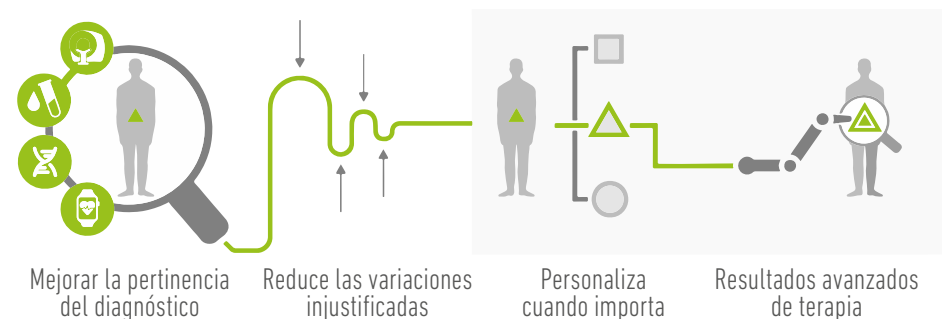 Mejorar la pertinencia
del diagnóstico
Reduce las variaciones
injustificadas
Personaliza
cuando importa
Resultados avanzados
de terapia